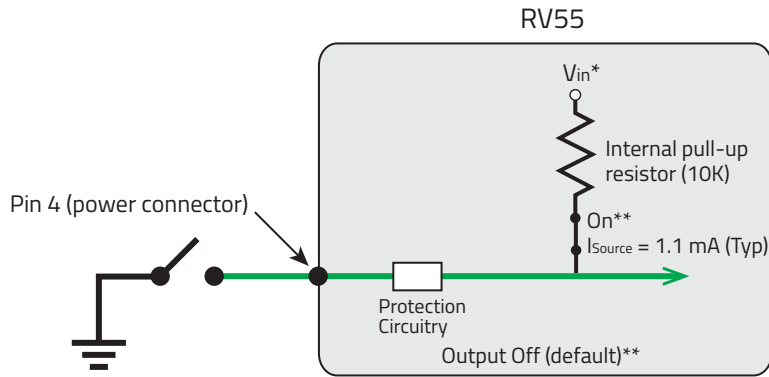 RV55
Vin*
Internal pull-up
resistor (10K)
Pin 4 (power connector)
On**
ISource = 1.1 mA (Typ)
Protection
Circuitry
Output Off (default)**